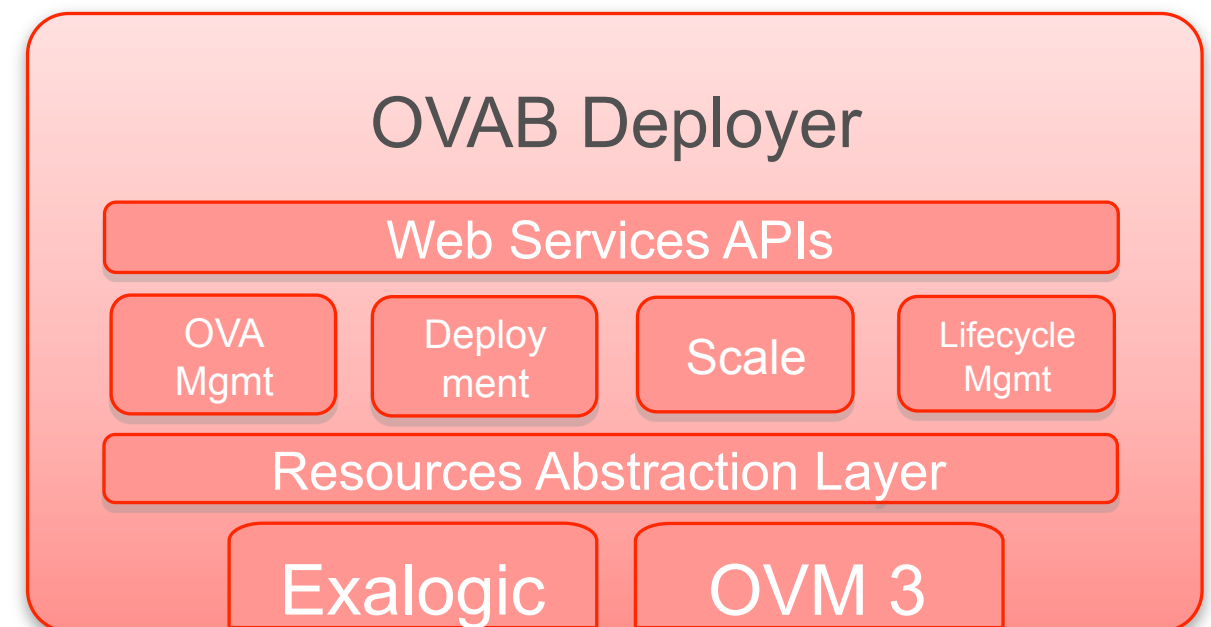 OVAB Deployer
Web Services APIs
OVA
Mgmt
Deploy
ment
Scale
Lifecycle
Mgmt
Resources Abstraction Layer
Exalogic
OVM 3